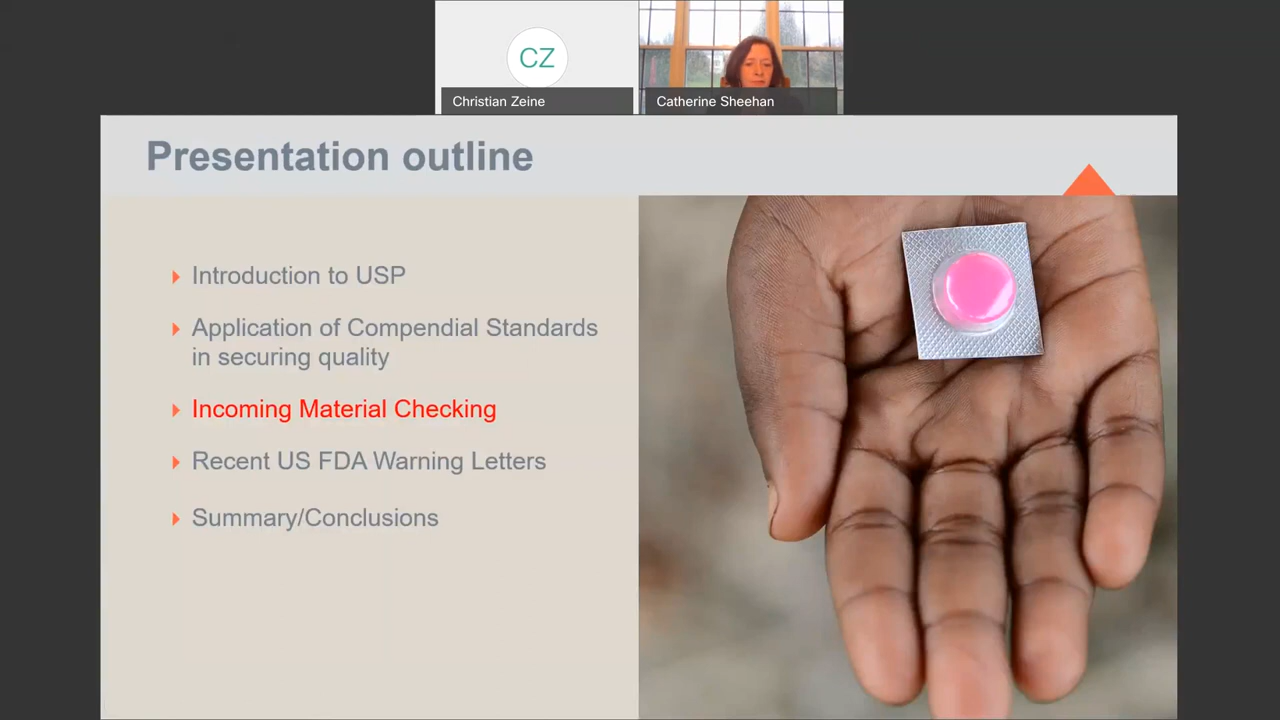 CZ
Christian Zeine
Catherine Sheehan
Presentation outline
Introduction to USP
Application of Compendial Standards
in securing quality
Incoming Material Checking
Recent US FDA Warning Letters
Summary/Conclusions